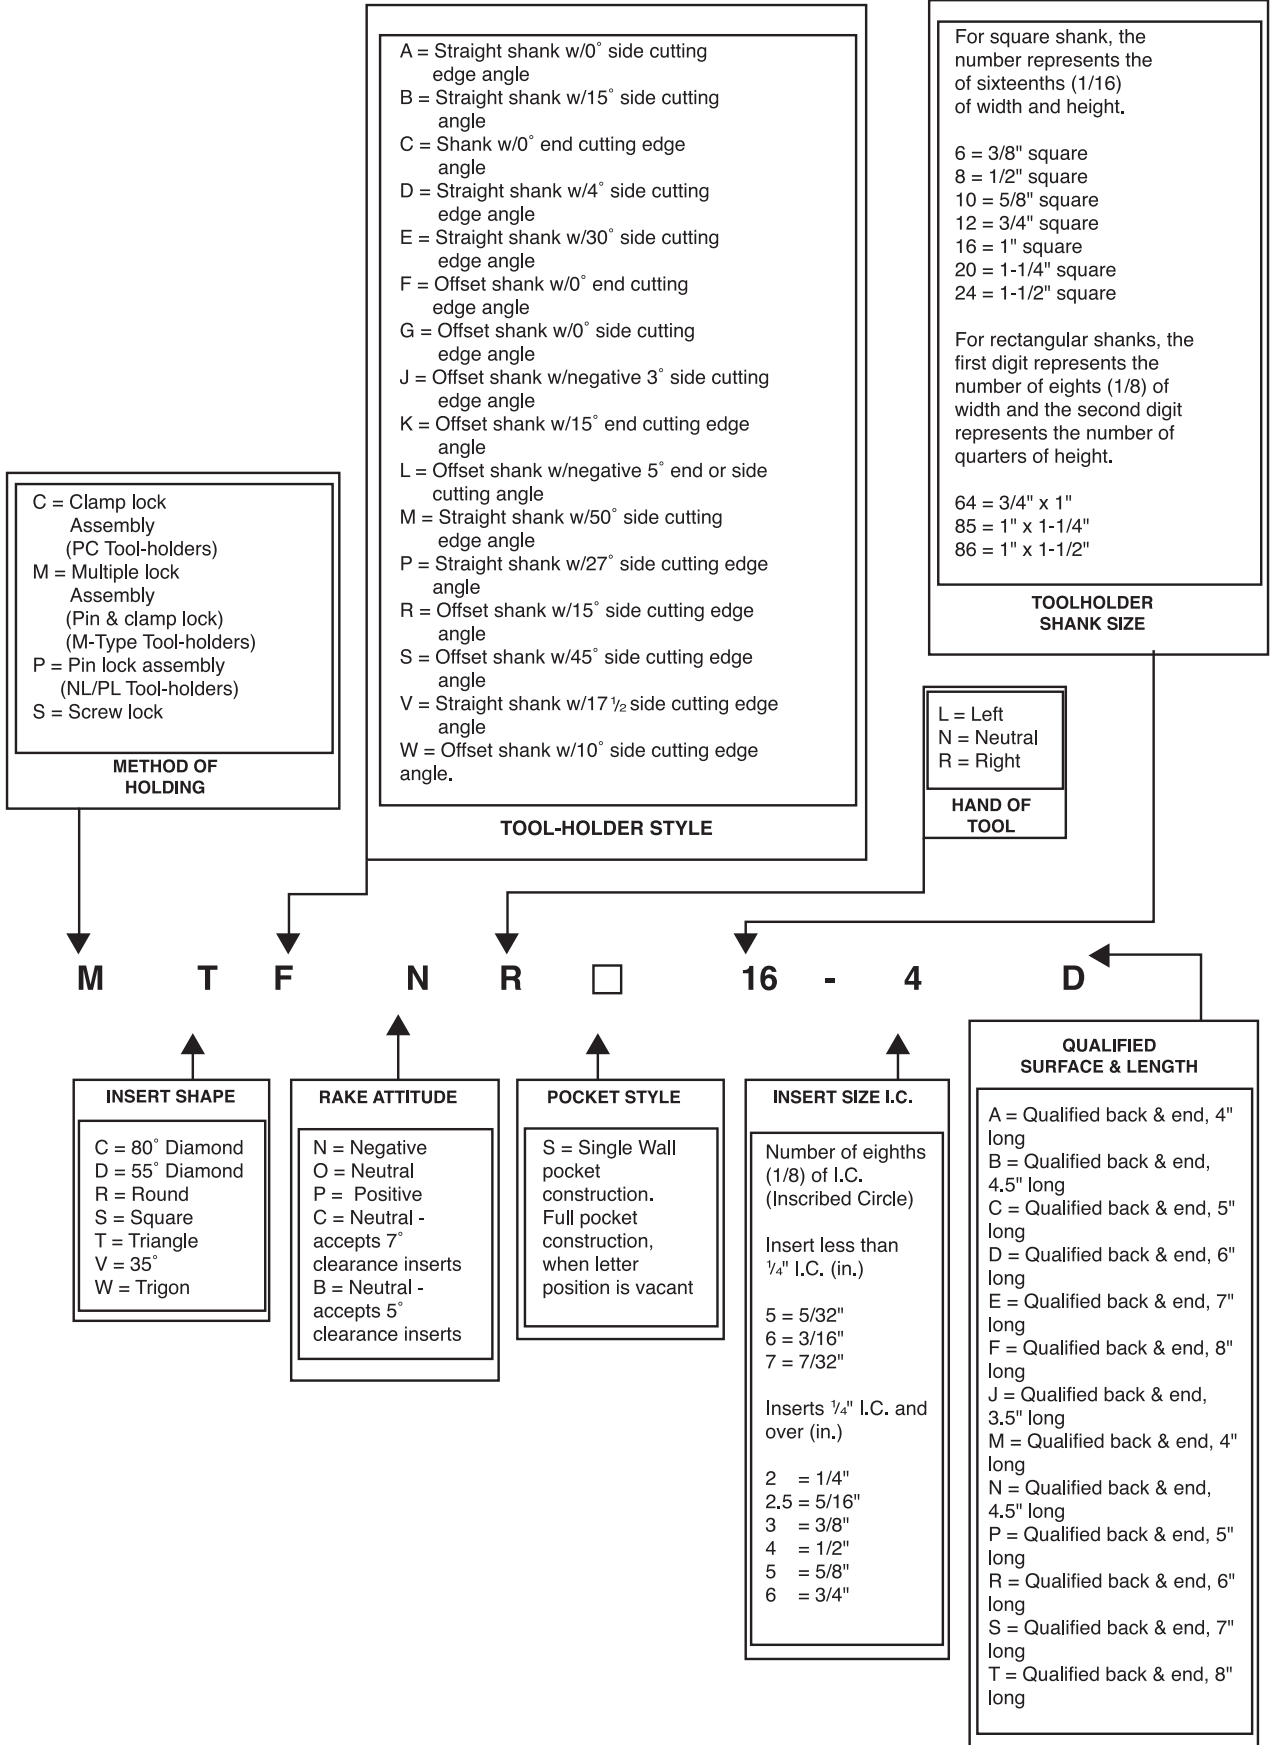 A = Straight shank w/0° side cutting
edge angle
B = Straight shank w/15° side cutting
angle
C = Shank w/0° end cutting edge
angle
D = Straight shank w/4° side cutting
edge angle
E = Straight shank w/30° side cutting
edge angle
F = Offset shank w/0° end cutting
edge angle
G = Offset shank w/0° side cutting
edge angle
J = Offset shank w/negative 3° side cutting
edge angle
K = Offset shank w/15° end cutting edge
angle
L = Offset shank w/negative 5° end or side
cutting angle
M = Straight shank w/50° side cutting
edge angle
P = Straight shank w/27° side cutting edge
angle
R = Offset shank w/15° side cutting edge
angle
S = Offset shank w/45° side cutting edge
angle
V = Straight shank w/17 1/2 side cutting edge
angle
W = Offset shank w/10° side cutting edge
angle.
TOOL-HOLDER STYLE
For square shank, the
number represents the
of sixteenths (1/16)
of width and height.
6 = 3/8" square
8 = 1/2" square
10 = 5/8" square
12 = 3/4" square
16 = 1" square
20 = 1-1/4" square
24 = 1-1/2" square
For rectangular shanks, the
first digit represents the
number of eights (1/8) of
width and the second digit
represents the number of
quarters of height.
64 = 3/4" x 1"
85 = 1" x 1-1/4"
86 = 1" x 1-1/2"
TOOLHOLDER
SHANK SIZE
C = Clamp lock
Assembly
(PC Tool-holders)
M = Multiple lock
Assembly
(Pin & clamp lock)
(M-Type Tool-holders)
P = Pin lock assembly
(NL/PL Tool-holders)
S = Screw lock
METHOD OF
HOLDING
L = Left
N = Neutral
R = Right
HAND OF
TOOL
M T F N R 16 - 4 D
INSERT SHAPE
C = 80° Diamond
D = 55° Diamond
R = Round
S = Square
T = Triangle
V = 35°
W = Trigon
RAKE ATTITUDE
N = Negative
O = Neutral
P = Positive
C = Neutral -
accepts 7°
clearance inserts
B = Neutral -
accepts 5°
clearance inserts
POCKET STYLE
S = Single Wall
pocket
construction.
Full pocket
construction,
when letter
position is vacant
INSERT SIZE I.C.
Number of eighths
(1/8) of I.C.
(Inscribed Circle)
Insert less than
1/4" I.C. (in.)
5 = 5/32"
6 = 3/16"
7 = 7/32"
Inserts 1/4" I.C. and
over (in.)
2 = 1/4"
2.5 = 5/16"
3 = 3/8"
4 = 1/2"
5 = 5/8"
6 = 3/4"
QUALIFIED
SURFACE & LENGTH
A = Qualified back & end, 4"
long
B = Qualified back & end,
4.5" long
C = Qualified back & end, 5"
long
D = Qualified back & end, 6"
long
E = Qualified back & end, 7"
long
F = Qualified back & end, 8"
long
J = Qualified back & end,
3.5" long
M = Qualified back & end, 4"
long
N = Qualified back & end,
4.5" long
P = Qualified back & end, 5"
long
R = Qualified back & end, 6"
long
S = Qualified back & end, 7"
long
T = Qualified back & end, 8"
long